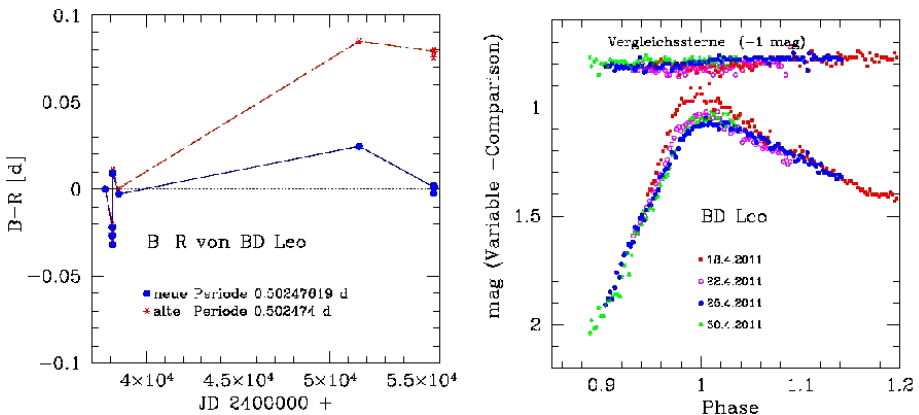 0.1
0.05
0
−0.05
−0.1
B−R [d]
B R von BD Leo
neue Periode 0.50247819 d
alte Periode 0.502474 d
4×10⁴
4.5×10⁴
5×10⁴
5.5×10⁴
JD 2400000 +
Vergleichssterne (−1 mag)
1
1.5
2
mag (Variable −Comparison)
BD Leo
18.4.2011
22.4.2011
25.4.2011
30.4.2011
0.9
1
1.1
1.2
Phase